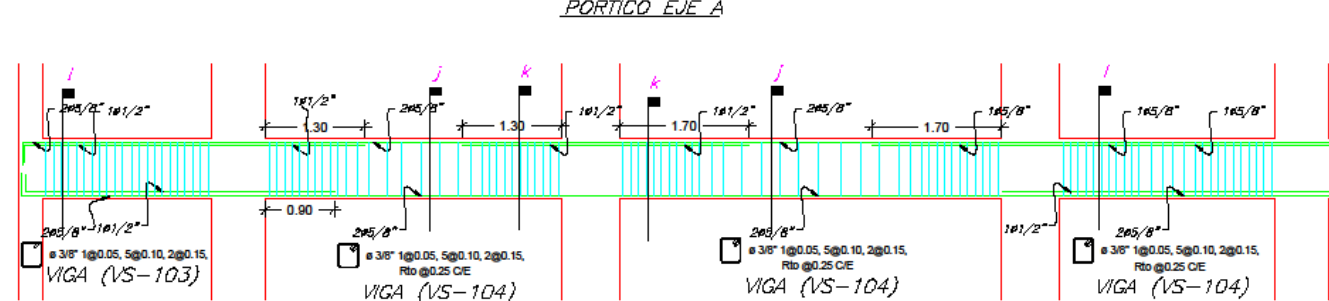 PORTICO EJE A
i j k k j i
2ø5/8" 1ø1/2" 1ø1/2" 2ø5/8" 1ø1/2" 1ø1/2" 2ø5/8" 1ø5/8" 1ø5/8" 1ø5/8"
1.30 1.30 1.70 1.70
0.90
2ø5/8" 1ø1/2" 2ø5/8" 2ø5/8" 1ø1/2" 2ø5/8"
ø 3/8" 1@0.05, 5@0.10, 2@0.15,
VIGA (VS-103)
ø 3/8" 1@0.05, 5@0.10, 2@0.15,
Rto @0.25 C/E
VIGA (VS-104)
ø 3/8" 1@0.05, 5@0.10, 2@0.15,
Rto @0.25 C/E
VIGA (VS-104)
ø 3/8" 1@0.05, 5@0.10, 2@0.15,
Rto @0.25 C/E
VIGA (VS-104)